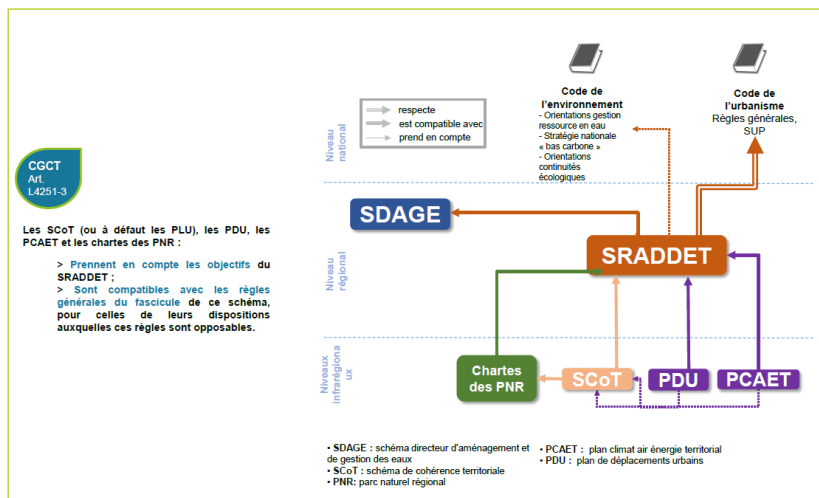 CGCT
Art.
L4251-3
Les SCoT (ou à défaut les PLU), les PDU, les
PCAET et les chartes des PNR :
> Prennent en compte les objectifs du
SRADDET ;
> Sont compatibles avec les règles
générales du fascicule de ce schéma,
pour celles de leurs dispositions
auxquelles ces règles sont opposables.
Niveau
national
respecte
est compatible avec
prend en compte
Code de
l'environnement
- Orientations gestion
ressource en eau
- Stratégie nationale
« bas carbone »
- Orientations
continuités
écologiques
Code de
l'urbanisme
Règles générales,
SUP
Niveau
régional
SDAGE
SRADDET
Niveaux
infrarégiona
ux
Chartes
des PNR
SCoT
PDU
PCAET
• SDAGE : schéma directeur d'aménagement et
de gestion des eaux
• SCoT : schéma de cohérence territoriale
• PNR: parc naturel régional
• PCAET : plan climat air énergie territorial
• PDU : plan de déplacements urbains